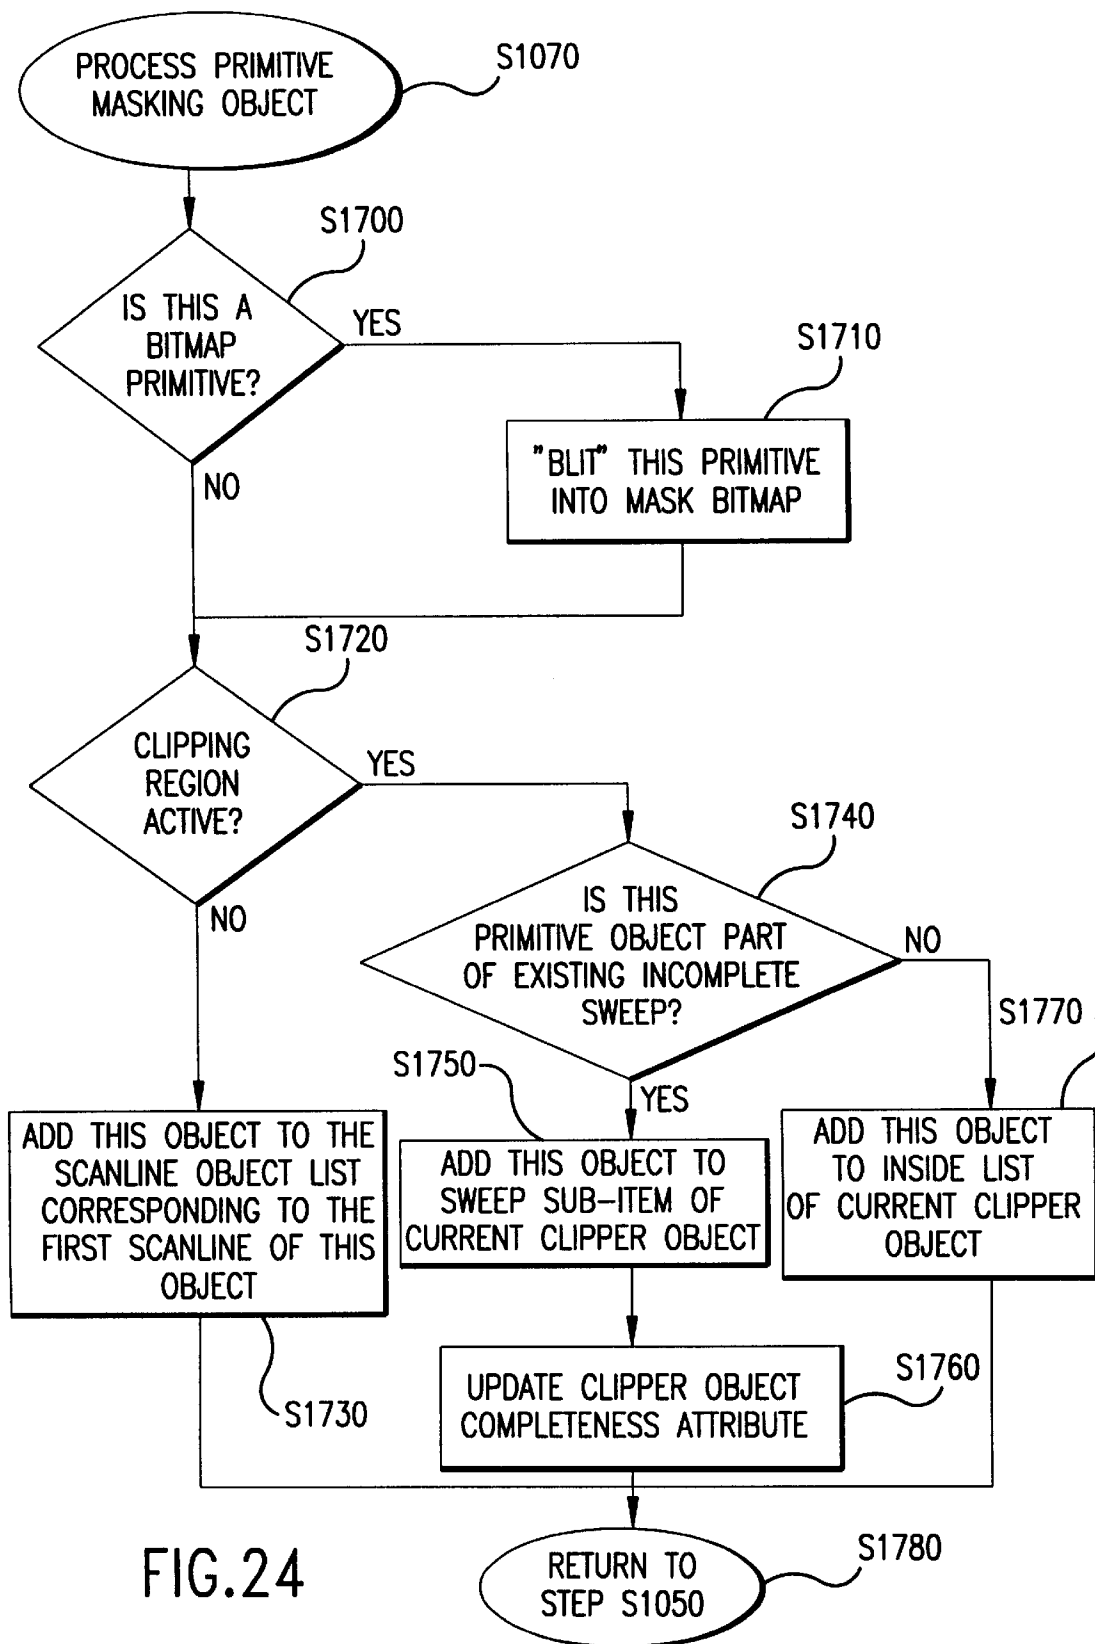 PROCESS PRIMITIVE
MASKING OBJECT
S1070
S1700
IS THIS A
BITMAP
PRIMITIVE?
YES
NO
S1710
"BLIT" THIS PRIMITIVE
INTO MASK BITMAP
S1720
CLIPPING
REGION
ACTIVE?
YES
NO
S1740
IS THIS
PRIMITIVE OBJECT PART
OF EXISTING INCOMPLETE
SWEEP?
NO
YES
S1770
S1750
ADD THIS OBJECT TO THE
SCANLINE OBJECT LIST
CORRESPONDING TO THE
FIRST SCANLINE OF THIS
OBJECT
S1730
ADD THIS OBJECT TO
SWEEP SUB-ITEM OF
CURRENT CLIPPER OBJECT
ADD THIS OBJECT
TO INSIDE LIST
OF CURRENT CLIPPER
OBJECT
UPDATE CLIPPER OBJECT
COMPLETENESS ATTRIBUTE
S1760
RETURN TO
STEP S1050
S1780
FIG.24